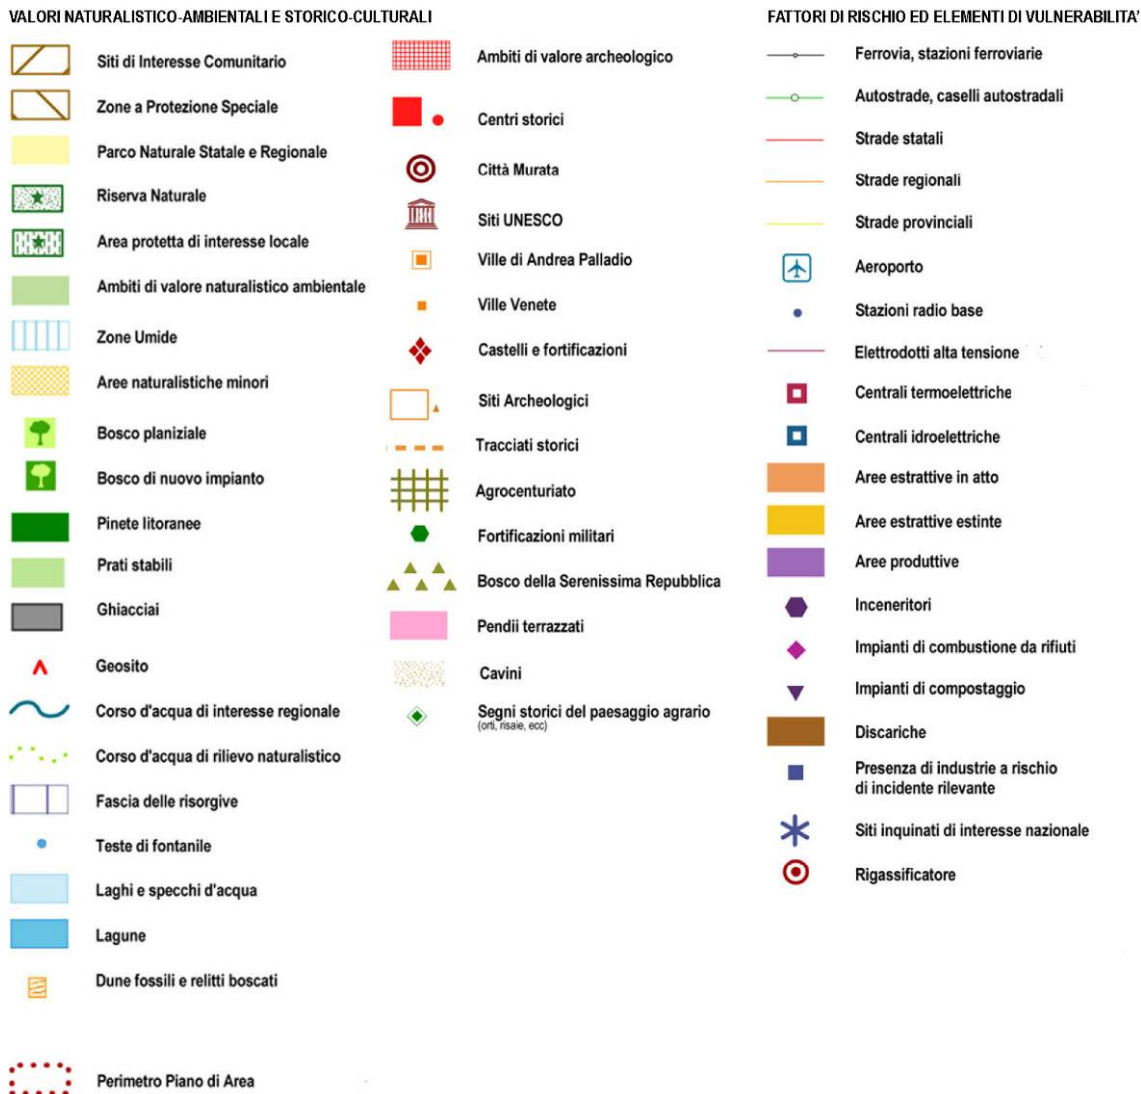 VALORI NATURALISTICO-AMBIENTALI E STORICO-CULTURALI
Siti di Interesse Comunitario
Zone a Protezione Speciale
Parco Naturale Statale e Regionale
Riserva Naturale
Area protetta di interesse locale
Ambiti di valore naturalistico ambientale
Zone Umide
Aree naturalistiche minori
Bosco planiziale
Bosco di nuovo impianto
Pinete litoranee
Prati stabili
Ghiacciai
Geosito
Corso d'acqua di interesse regionale
Corso d'acqua di rilievo naturalistico
Fascia delle risorgive
Teste di fontanile
Laghi e specchi d'acqua
Lagune
Dune fossili e relitti boscati
Perimetro Piano di Area
Ambiti di valore archeologico
Centri storici
Città Murata
Siti UNESCO
Ville di Andrea Palladio
Ville Venete
Castelli e fortificazioni
Siti Archeologici
Tracciati storici
Agrocenturiato
Fortificazioni militari
Bosco della Serenissima Repubblica
Pendii terrazzati
Cavini
Segni storici del paesaggio agrario
(orti, risaie, ecc)
FATTORI DI RISCHIO ED ELEMENTI DI VULNERABILITA'
Ferrovia, stazioni ferroviarie
Autostrade, caselli autostradali
Strade statali
Strade regionali
Strade provinciali
Aeroporto
Stazioni radio base
Elettrodotti alta tensione
Centrali termoelettriche
Centrali idroelettriche
Aree estrattive in atto
Aree estrattive estinte
Aree produttive
Inceneritori
Impianti di combustione da rifiuti
Impianti di compostaggio
Discariche
Presenza di industrie a rischio
di incidente rilevante
Siti inquinati di interesse nazionale
Rigassificatore